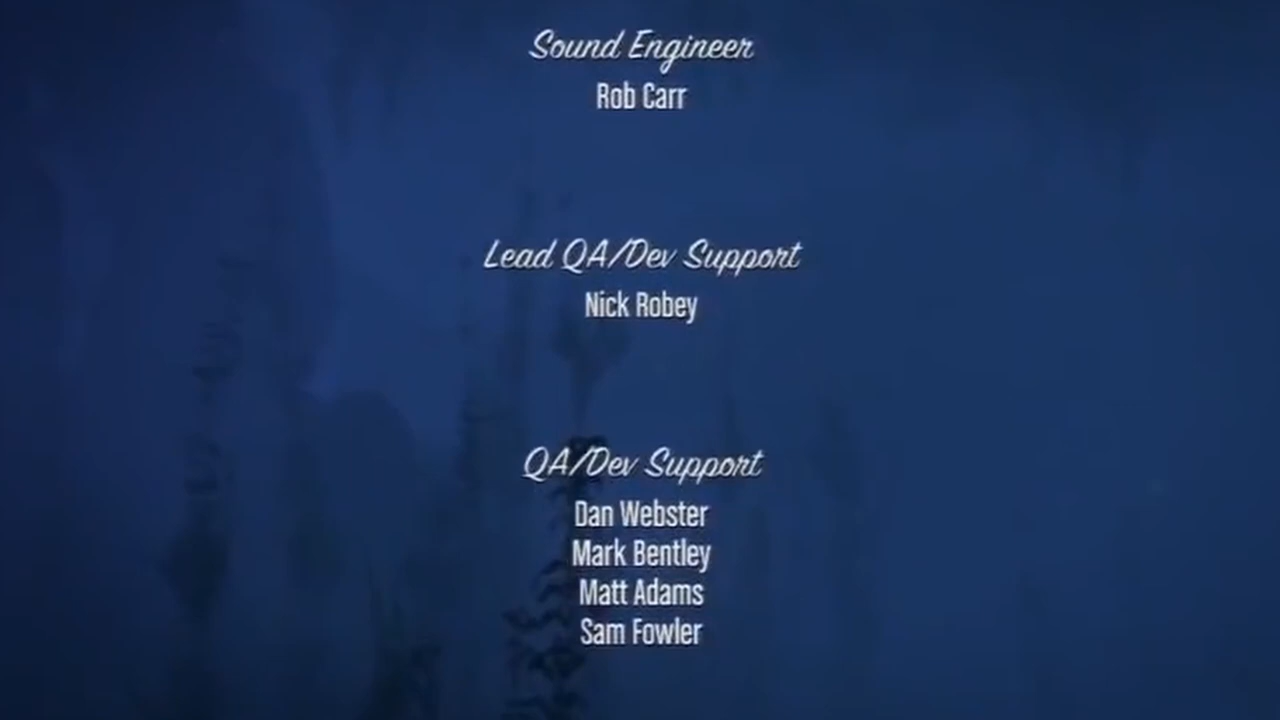 Sound Engineer
Rob Carr
Lead QA/Dev Support
Nick Robey
QA/Dev Support
Dan Webster
Mark Bentley
Matt Adams
Sam Fowler